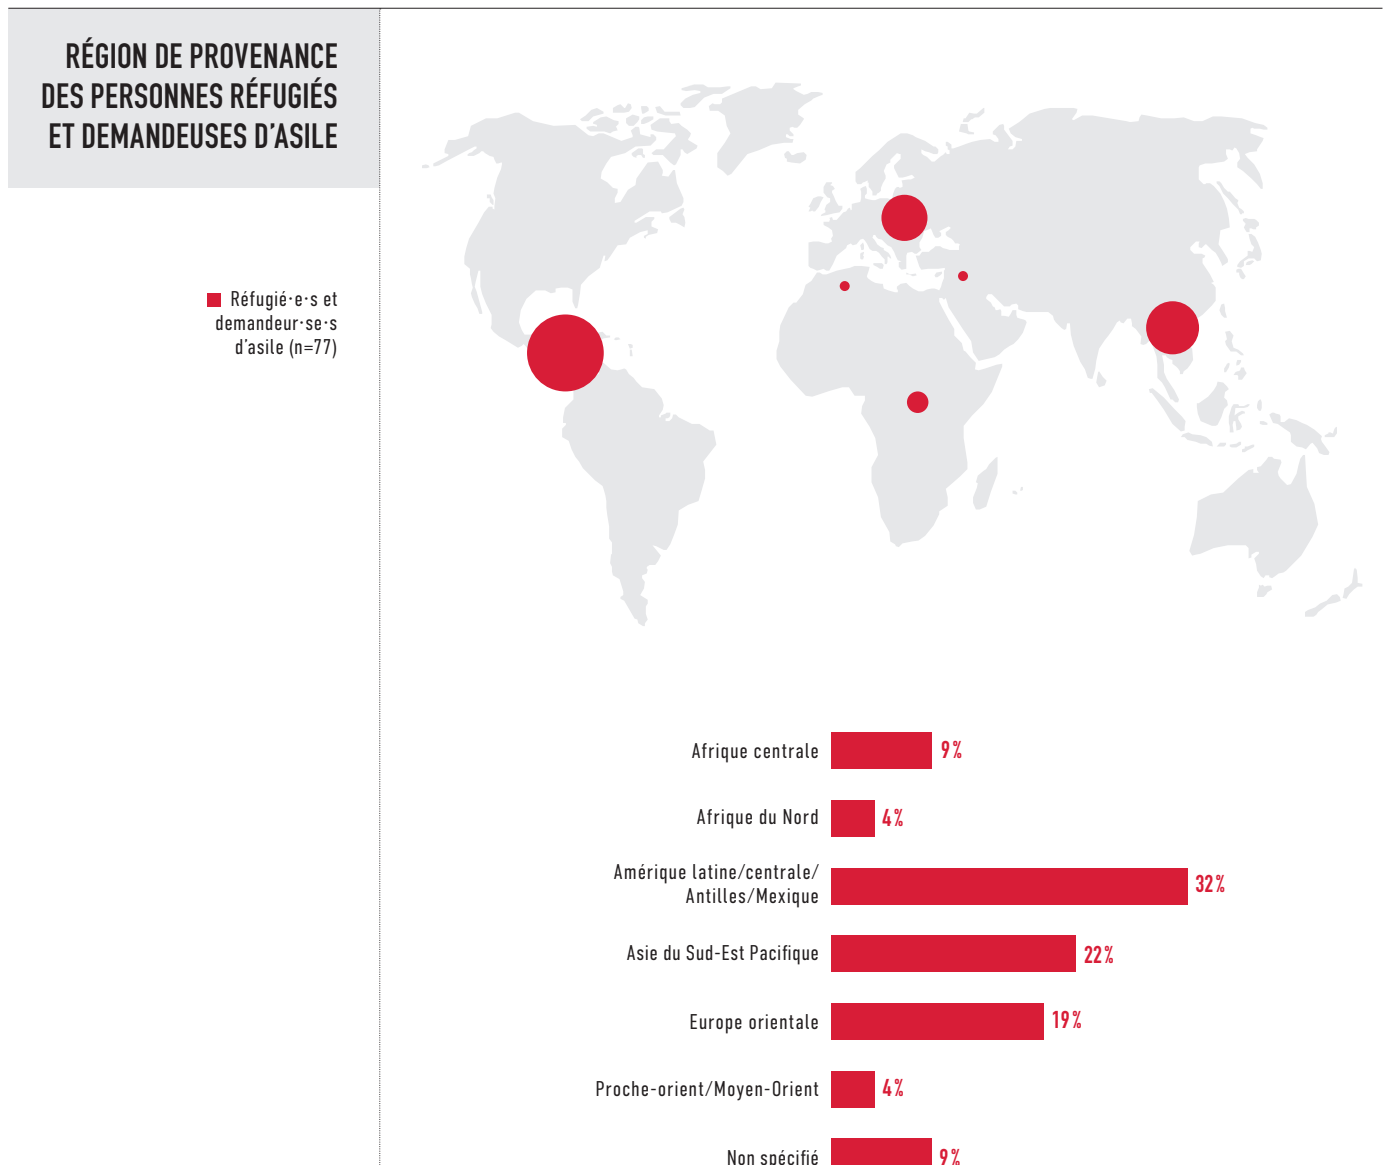 RÉGION DE PROVENANCE
DES PERSONNES RÉFUGIÉS
ET DEMANDEUSES D'ASILE
Réfugié·e·s et
demandeur·se·s
d'asile (n=77)
Afrique centrale 9%
Afrique du Nord 4%
Amérique latine/centrale/
Antilles/Mexique 32%
Asie du Sud-Est Pacifique 22%
Europe orientale 19%
Proche-orient/Moyen-Orient 4%
Non spécifié 9%